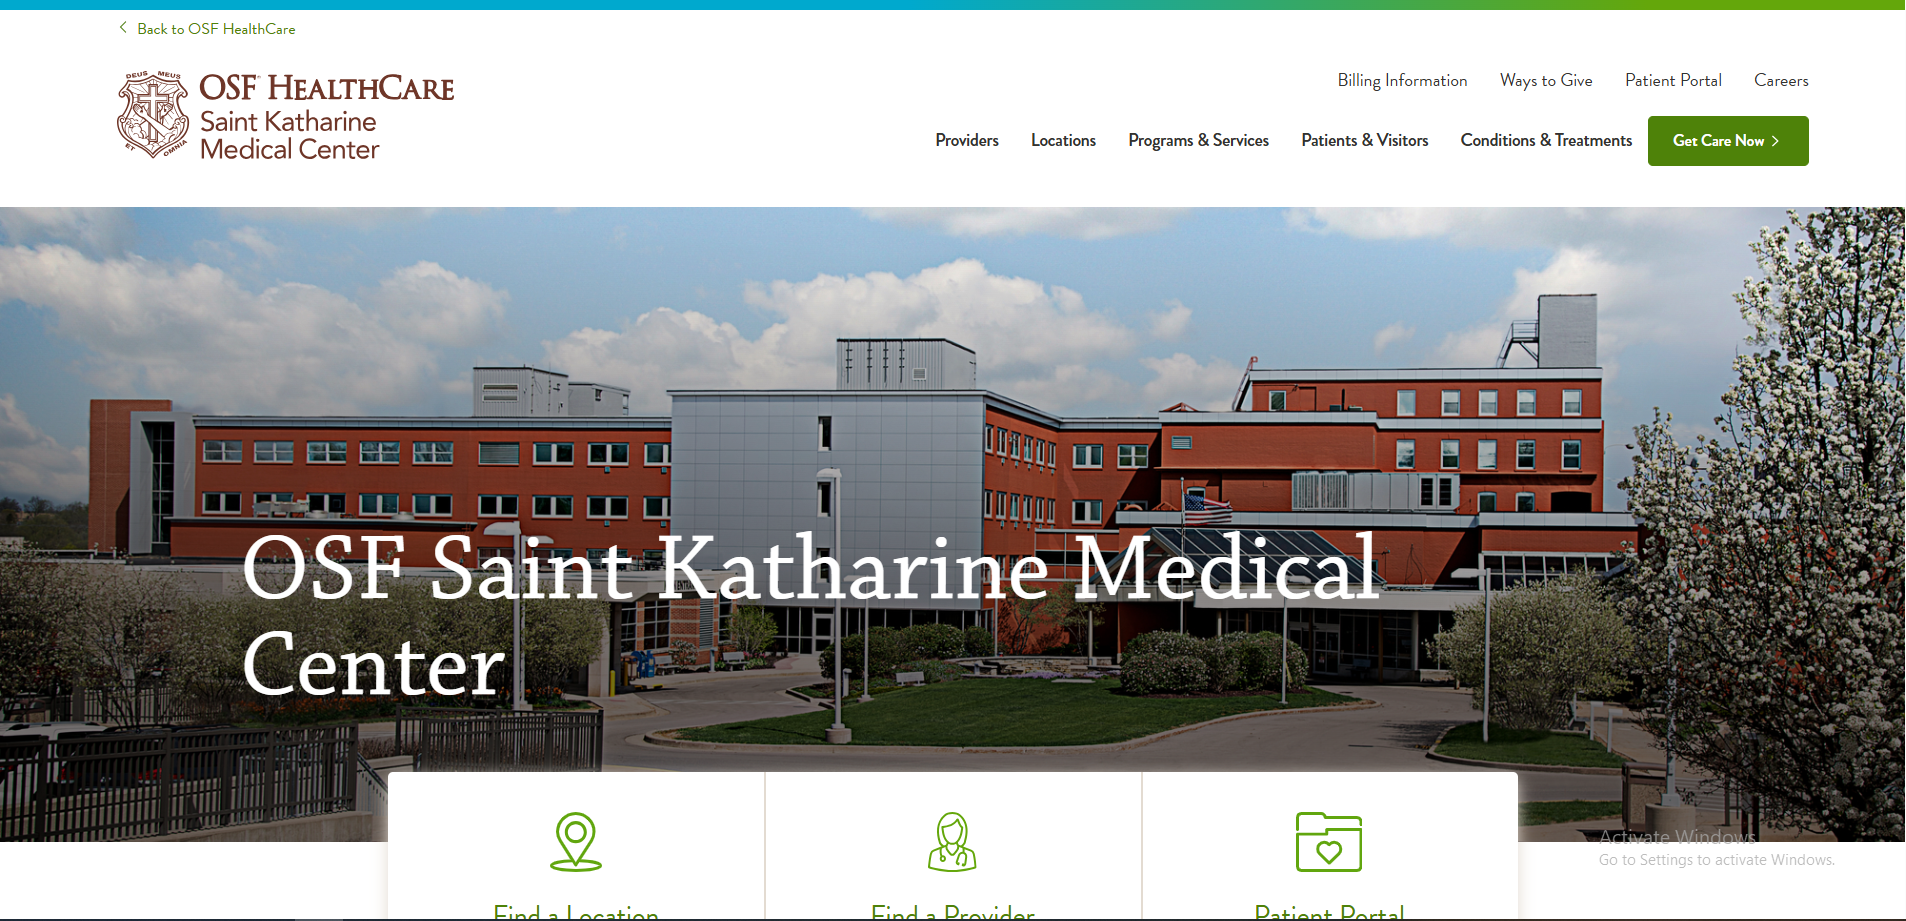 Back to OSF HealthCare
DEUS MEUS
ET OMNIA
OSF HEALTHCARE
Saint Katharine
Medical Center
Billing Information
Ways to Give
Patient Portal
Careers
Providers
Locations
Programs & Services
Patients & Visitors
Conditions & Treatments
Get Care Now
OSF Saint Katharine Medical
Center
Find a Location
Find a Provider
Patient Portal
Activate Windows
Go to Settings to activate Windows.